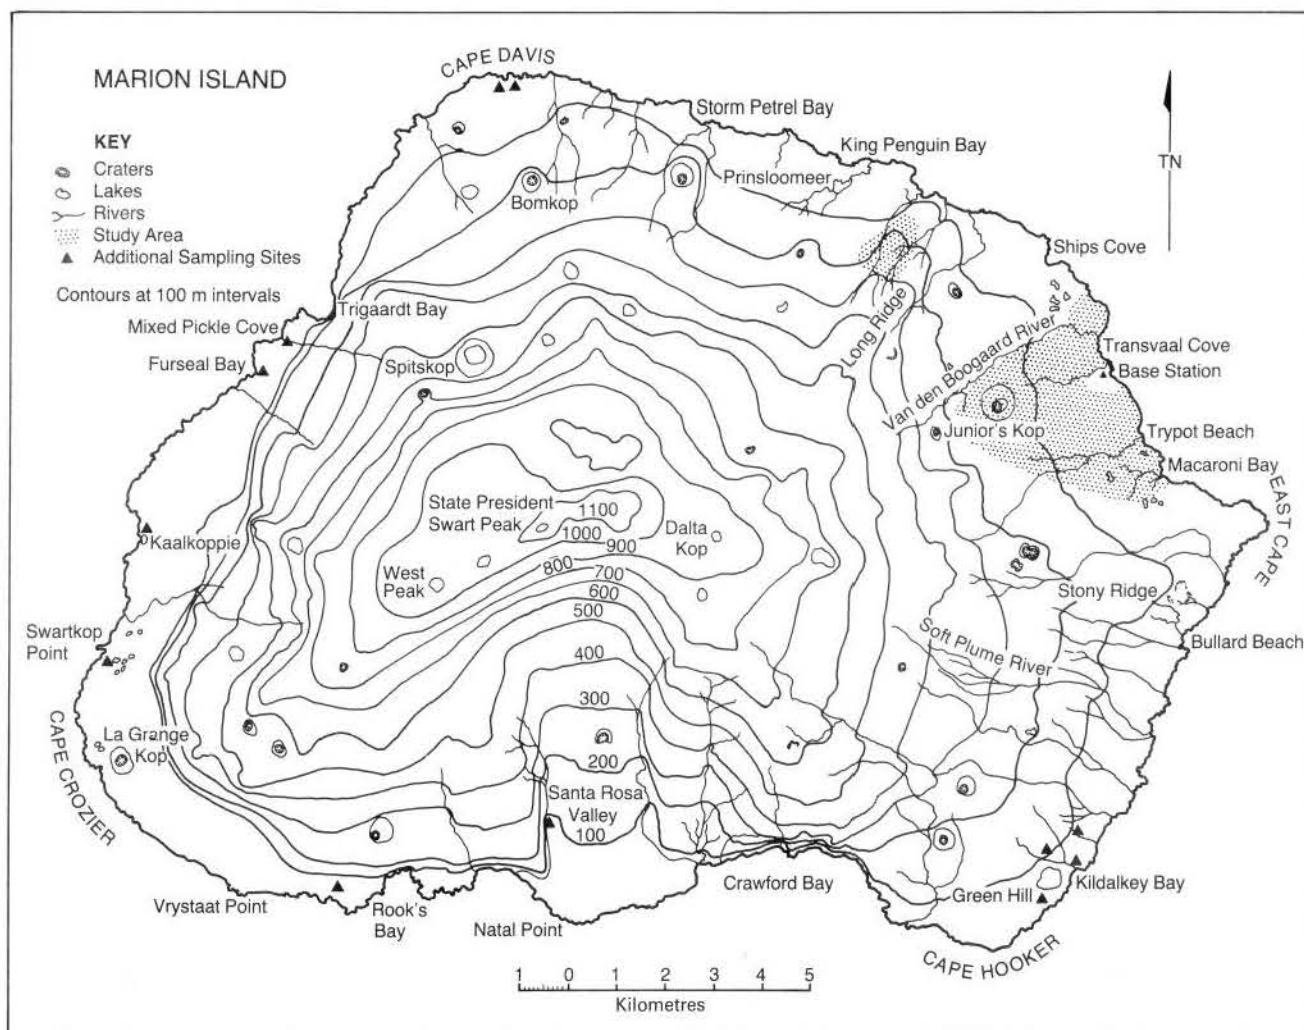 MARION ISLAND
KEY
Craters
Lakes
Rivers
Study Area
Additional Sampling Sites
Contours at 100 m intervals
CAPE DAVIS
Storm Petrel Bay
King Penguin Bay
TN
Prinsloomeer
Bomkop
Ships Cove
Trigaardt Bay
Mixed Pickle Cove
Furseal Bay
Spitskop
Long Ridge
Van den Boogaard River
Transvaal Cove
Base Station
Junior's Kop
Trypot Beach
Macaroni Bay
EAST CAPE
State President
Swart Peak
1100
1000
900
800
700
600
500
400
300
200
100
Dalta
Kop
Kaalkoppie
West
Peak
Stony Ridge
Soft Plume River
Bullard Beach
Swartkop
Point
La Grange
Kop
CAPE CROZIER
Santa Rosa
Valley
Crawford Bay
Green Hill
Kildalkey Bay
Vrystaat Point
Rook's
Bay
Natal Point
CAPE HOOKER
1 0 1 2 3 4 5
Kilometres